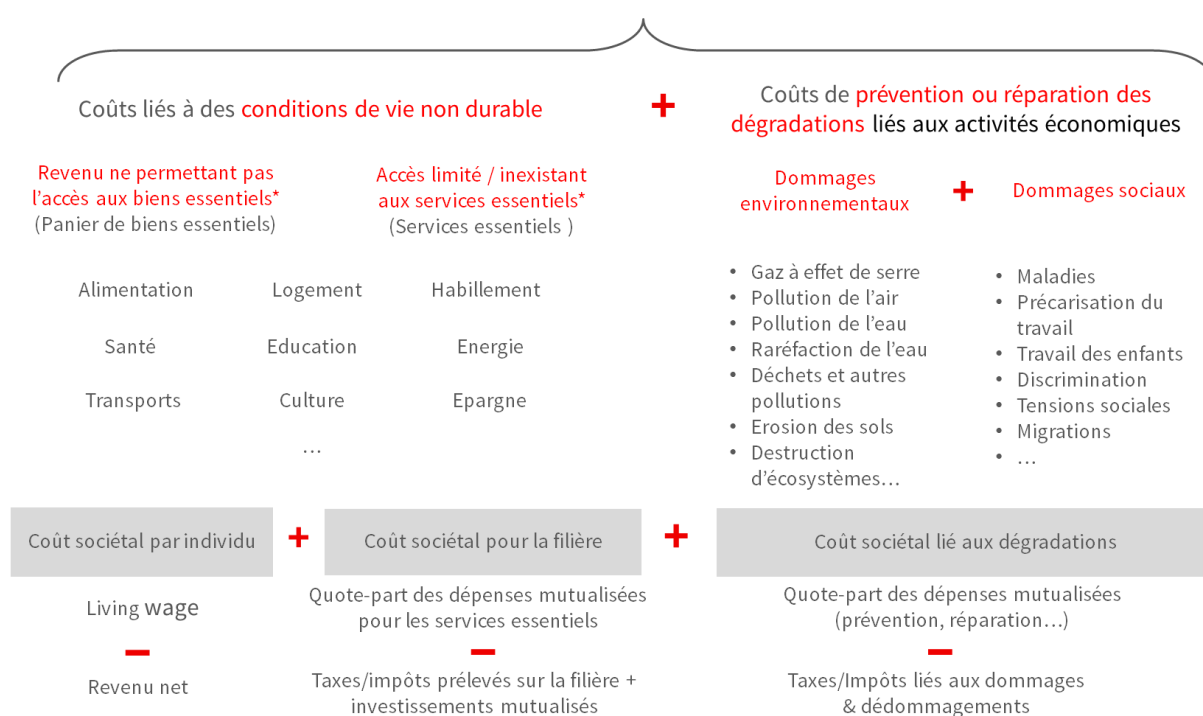 Coûts liés à des conditions de vie non durable
+
Coûts de prévention ou réparation des
dégradations liés aux activités économiques
Revenu ne permettant pas
l'accès aux biens essentiels*
(Panier de biens essentiels)
Accès limité / inexistant
aux services essentiels*
(Services essentiels )
Dommages
environnementaux
+
Dommages sociaux
Alimentation
Logement
Habillement
Santé
Education
Energie
Transports
Culture
Epargne
...
• Gaz à effet de serre
• Pollution de l'air
• Pollution de l'eau
• Raréfaction de l'eau
• Déchets et autres
pollutions
• Erosion des sols
• Destruction
d'écosystèmes…
• Maladies
• Précarisation du
travail
• Travail des enfants
• Discrimination
• Tensions sociales
• Migrations
• …
Coût sociétal par individu
+
Coût sociétal pour la filière
+
Coût sociétal lié aux dégradations
Living wage
–
Revenu net
Quote-part des dépenses mutualisées
pour les services essentiels
–
Taxes/impôts prélevés sur la filière +
investissements mutualisés
Quote-part des dépenses mutualisées
(prévention, réparation…)
–
Taxes/Impôts liés aux dommages
& dédommagements